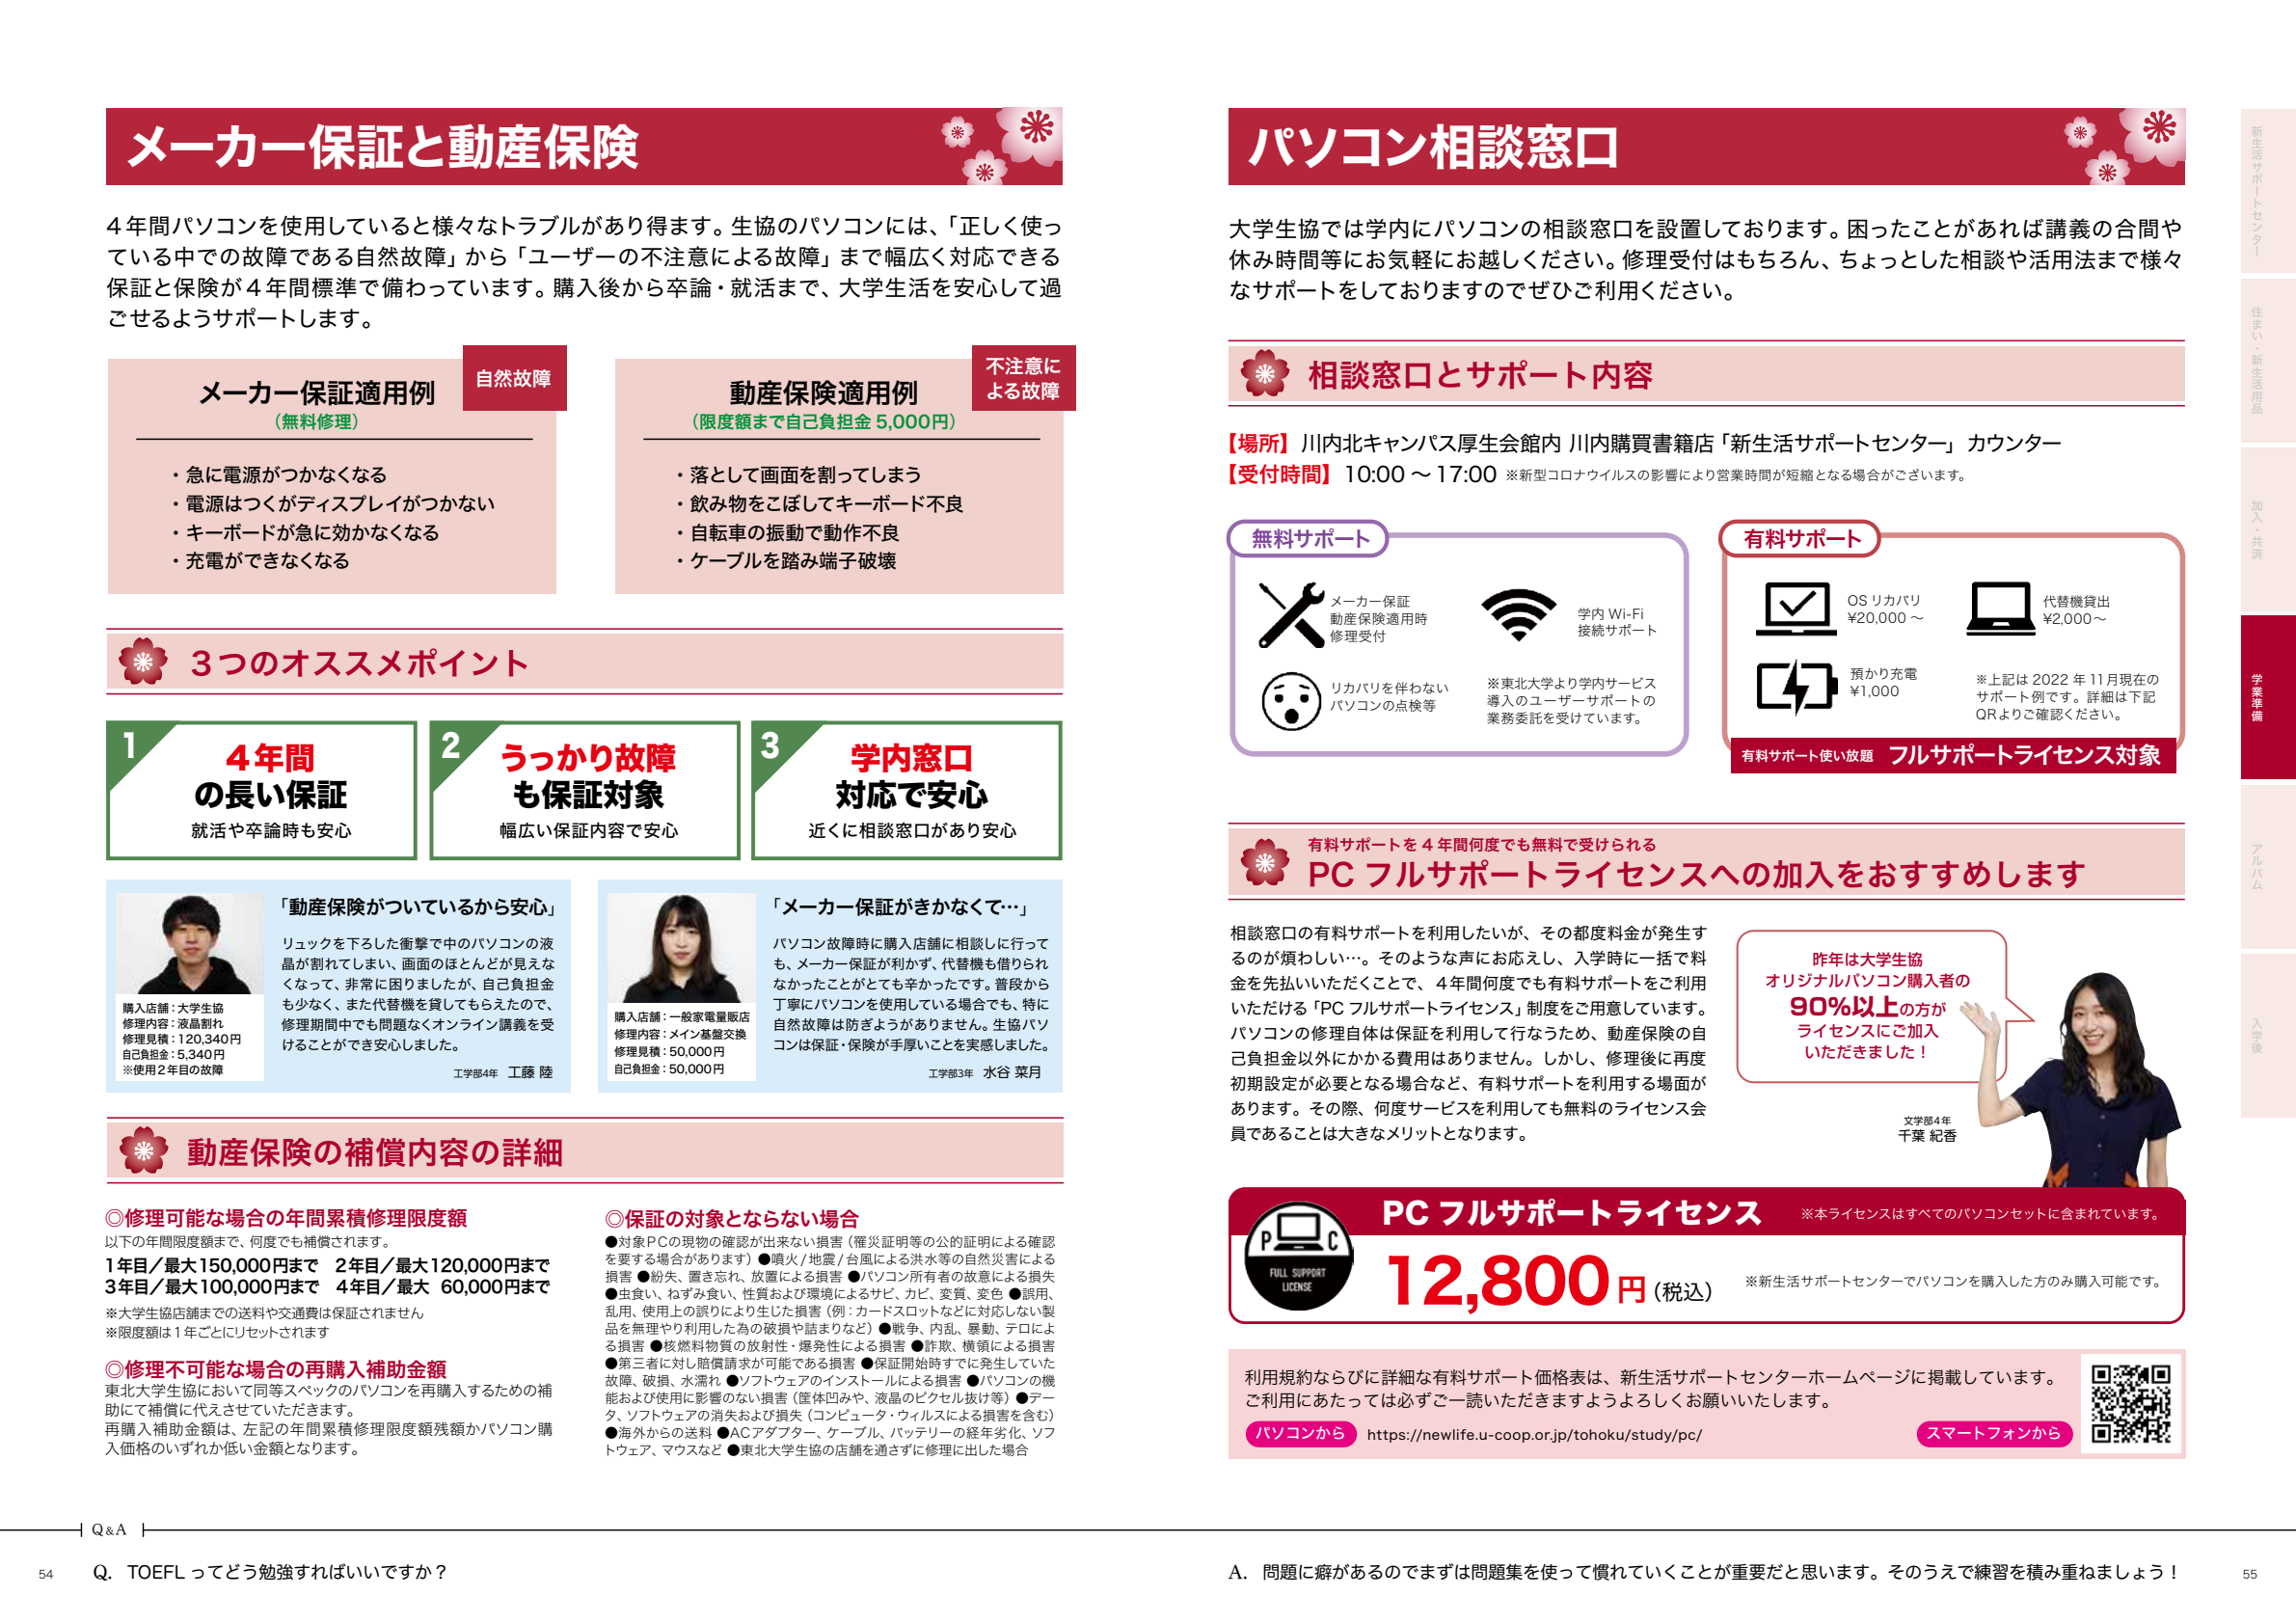 メーカー保証と動産保険
４年間パソコンを使用していると様々なトラブルがあり得ます。生協のパソコンには、「正しく使っ
ている中での故障である自然故障」から「ユーザーの不注意による故障」まで幅広く対応できる
保証と保険が４年間標準で備わっています。購入後から卒論・就活まで、大学生活を安心して過
ごせるようサポートします。
メーカー保証適用例
（無料修理）
自然故障
・急に電源がつかなくなる
・電源はつくがディスプレイがつかない
・キーボードが急に効かなくなる
・充電ができなくなる
動産保険適用例
（限度額まで自己負担金 5,000円）
不注意に
よる故障
・落として画面を割ってしまう
・飲み物をこぼしてキーボード不良
・自転車の振動で動作不良
・ケーブルを踏み端子破壊
３つのオススメポイント
1
４年間
の長い保証
就活や卒論時も安心
2
うっかり故障
も保証対象
幅広い保証内容で安心
3
学内窓口
対応で安心
近くに相談窓口があり安心
「動産保険がついているから安心」
リュックを下ろした衝撃で中のパソコンの液
晶が割れてしまい、画面のほとんどが見えな
くなって、非常に困りましたが、自己負担金
も少なく、また代替機を貸してもらえたので、
修理期間中でも問題なくオンライン講義を受
けることができ安心しました。
工学部4年 工藤 陸
購入店舗：大学生協
修理内容：液晶割れ
修理見積：120,340円
自己負担金：5,340円
※使用２年目の故障
「メーカー保証がきかなくて…」
パソコン故障時に購入店舗に相談しに行って
も、メーカー保証が利かず、代替機も借りられ
なかったことがとても辛かったです。普段から
丁寧にパソコンを使用している場合でも、特に
自然故障は防ぎようがありません。生協パソ
コンは保証・保険が手厚いことを実感しました。
工学部3年 水谷 菜月
購入店舗：一般家電量販店
修理内容：メイン基盤交換
修理見積：50,000円
自己負担金：50,000円
動産保険の補償内容の詳細
◎修理可能な場合の年間累積修理限度額
以下の年間限度額まで、何度でも補償されます。
1年目／最大150,000円まで 2年目／最大120,000円まで
3年目／最大100,000円まで 4年目／最大 60,000円まで
※大学生協店舗までの送料や交通費は保証されません
※限度額は１年ごとにリセットされます
◎修理不可能な場合の再購入補助金額
東北大学生協において同等スペックのパソコンを再購入するための補
助にて補償に代えさせていただきます。
再購入補助金額は、左記の年間累積修理限度額残額かパソコン購
入価格のいずれか低い金額となります。
◎保証の対象とならない場合
●対象ＰＣの現物の確認が出来ない損害（罹災証明等の公的証明による確認
を要する場合があります）●噴火/地震/台風による洪水等の自然災害による
損害 ●紛失、置き忘れ、放置による損害 ●パソコン所有者の故意による損失
●虫食い、ねずみ食い、性質および環境によるサビ、カビ、変質、変色 ●誤用、
乱用、使用上の誤りにより生じた損害（例：カードスロットなどに対応しない製
品を無理やり利用した為の破損や詰まりなど）●戦争、内乱、暴動、テロによ
る損害 ●核燃料物質の放射性・爆発性による損害 ●詐欺、横領による損害
●第三者に対し賠償請求が可能である損害 ●保証開始時すでに発生していた
故障、破損、水濡れ ●ソフトウェアのインストールによる損害 ●パソコンの機
能および使用に影響のない損害（筐体凹みや、液晶のピクセル抜け等）●デー
タ、ソフトウェアの消失および損失（コンピュータ・ウィルスによる損害を含む）
●海外からの送料 ●ACアダプター、ケーブル、バッテリーの経年劣化、ソフ
トウェア、マウスなど ●東北大学生協の店舗を通さずに修理に出した場合
パソコン相談窓口
大学生協では学内にパソコンの相談窓口を設置しております。困ったことがあれば講義の合間や
休み時間等にお気軽にお越しください。修理受付はもちろん、ちょっとした相談や活用法まで様々
なサポートをしておりますのでぜひご利用ください。
相談窓口とサポート内容
【場所】川内北キャンパス厚生会館内 川内購買書籍店「新生活サポートセンター」カウンター
【受付時間】10:00 〜 17:00 ※新型コロナウイルスの影響により営業時間が短縮となる場合がございます。
無料サポート
メーカー保証
動産保険適用時
修理受付
学内 Wi-Fi
接続サポート
リカバリを伴わない
パソコンの点検等
※東北大学より学内サービス
導入のユーザーサポートの
業務委託を受けています。
有料サポート
OS リカバリ
¥20,000 〜
代替機貸出
¥2,000〜
預かり充電
¥1,000
※上記は 2022 年 11月現在の
サポート例です。詳細は下記
QRよりご確認ください。
有料サポート使い放題 フルサポートライセンス対象
有料サポートを 4 年間何度でも無料で受けられる
PC フルサポートライセンスへの加入をおすすめします
相談窓口の有料サポートを利用したいが、その都度料金が発生す
るのが煩わしい…。そのような声にお応えし、入学時に一括で料
金を先払いいただくことで、４年間何度でも有料サポートをご利用
いただける「PC フルサポートライセンス」制度をご用意しています。
パソコンの修理自体は保証を利用して行なうため、動産保険の自
己負担金以外にかかる費用はありません。しかし、修理後に再度
初期設定が必要となる場合など、有料サポートを利用する場面が
あります。その際、何度サービスを利用しても無料のライセンス会
員であることは大きなメリットとなります。
昨年は大学生協
オリジナルパソコン購入者の
90%以上の方が
ライセンスにご加入
いただきました！
文学部4年
千葉 紀香
P C
FULL SUPPORT
LICENSE
PC フルサポートライセンス ※本ライセンスはすべてのパソコンセットに含まれています。
12,800円（税込） ※新生活サポートセンターでパソコンを購入した方のみ購入可能です。
利用規約ならびに詳細な有料サポート価格表は、新生活サポートセンターホームページに掲載しています。
ご利用にあたっては必ずご一読いただきますようよろしくお願いいたします。
パソコンから https://newlife.u-coop.or.jp/tohoku/study/pc/
スマートフォンから
新生活サポートセンター
住まい・新生活用品
加入・共済
学業準備
アルバム
入学後
Q&A
54 Q. TOEFL ってどう勉強すればいいですか？
A. 問題に癖があるのでまずは問題集を使って慣れていくことが重要だと思います。そのうえで練習を積み重ねましょう！ 55